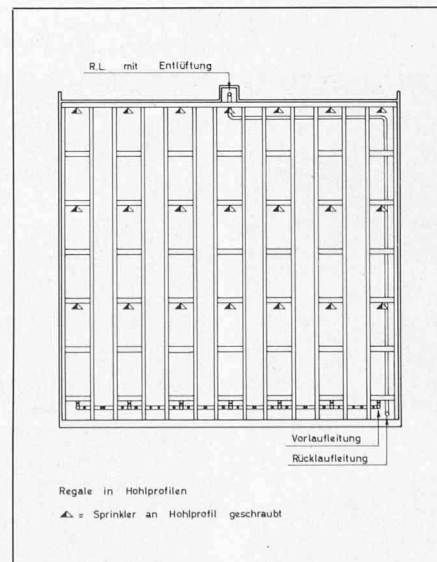 R.L. mit Entlüftung
Vorlaufleitung
Rücklaufleitung
Regale in Hohlprofilen
= Sprinkler an Hohlprofil geschraubt